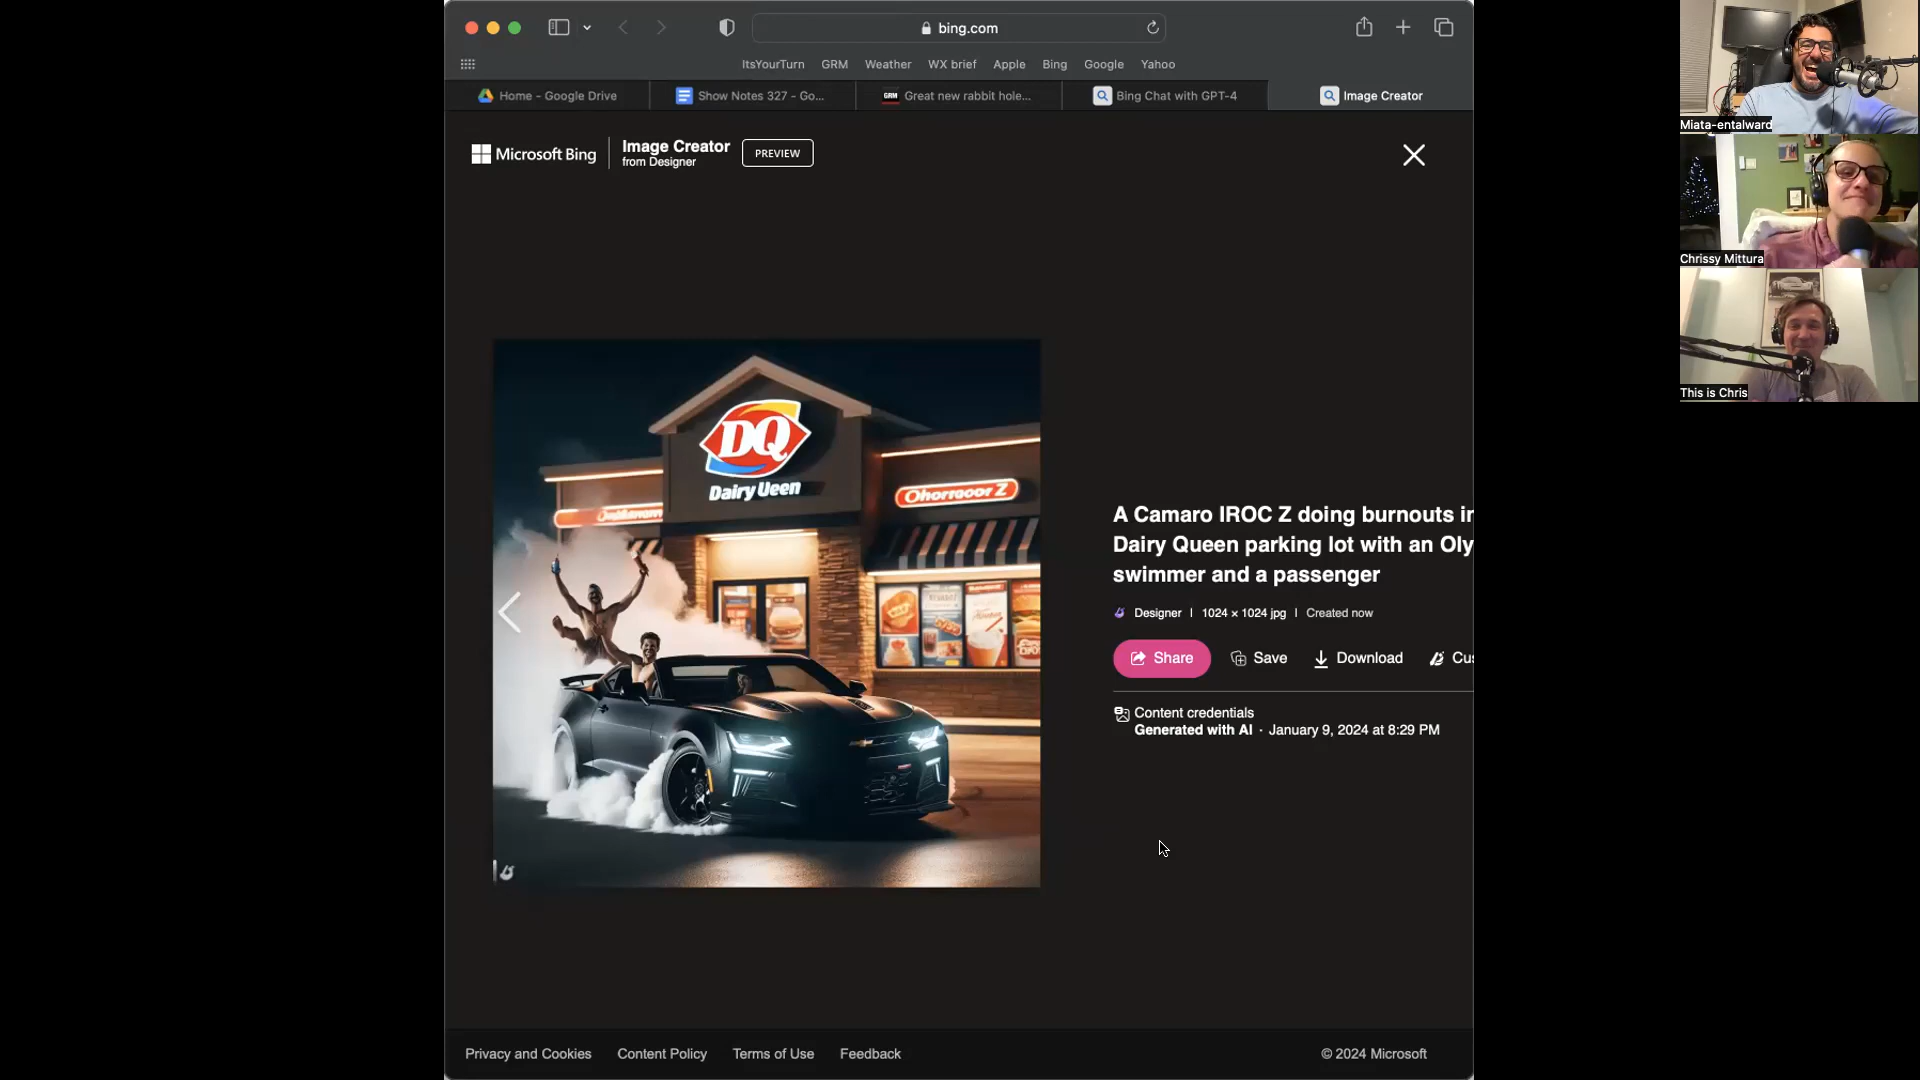 bing.com
ItsYourTurn GRM Weather WX brief Apple Bing Google Yahoo
Home - Google Drive
Show Notes 327 - Go...
GRM Great new rabbit hole...
Bing Chat with GPT-4
Image Creator
Microsoft Bing
Image Creator
from Designer
PREVIEW
DQ
Dairy Ueen
Ohorrooor Z
A Camaro IROC Z doing burnouts in
Dairy Queen parking lot with an Oly
swimmer and a passenger
Designer | 1024 × 1024 jpg | Created now
Share Save Download Cus
Content credentials
Generated with AI · January 9, 2024 at 8:29 PM
Privacy and Cookies Content Policy Terms of Use Feedback
© 2024 Microsoft
Miata-entalward
Chrissy Mittura
This is Chris